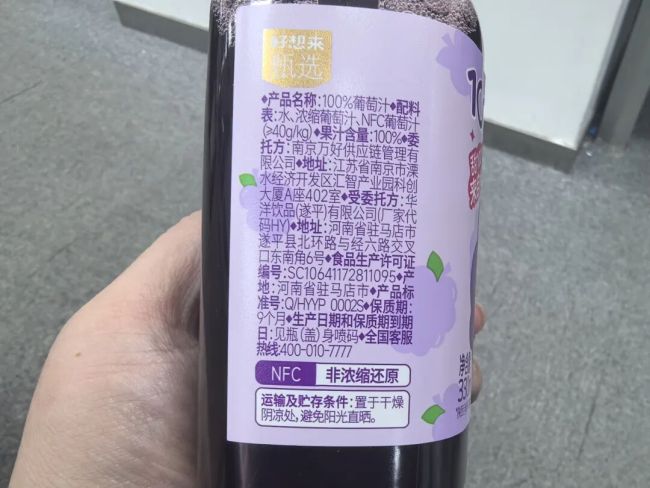 好想来
甄选
◆产品名称:100%葡萄汁◆配料
表:水、浓缩葡萄汁、NFC葡萄汁
(≥40g/kg)◆果汁含量:100%◆委
托方:南京万好供应链管理有
限公司◆地址:江苏省南京市溧
水经济开发区汇智产业园科创
大厦A座402室◆受委托方:华
洋饮品(遂平)有限公司(厂家代
码HY)◆地址:河南省驻马店市
遂平县北环路与经六路交叉
口东南角6号◆食品生产许可证
编号:SC10641172811095◆产
地:河南省驻马店市◆产品标
准号:Q/HYYP 0002S◆保质期:
9个月◆生产日期和保质期到期
日:见瓶(盖)身喷码◆全国客服
热线:400-010-7777
NFC 非浓缩还原
运输及贮存条件:置于干燥
阴凉处,避免阳光直晒。
10
净含
330